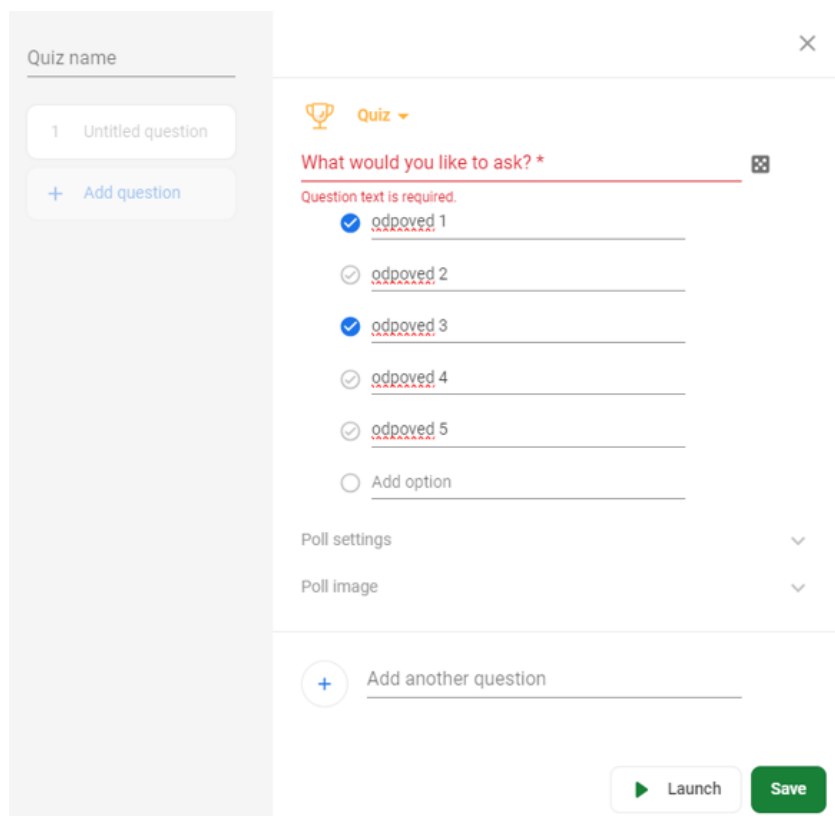 Quiz name
1 Untitled question
+ Add question
Quiz
What would you like to ask? *
Question text is required.
odpoved 1
odpoved 2
odpoved 3
odpoved 4
odpoved 5
Add option
Poll settings
Poll image
+ Add another question
Launch
Save